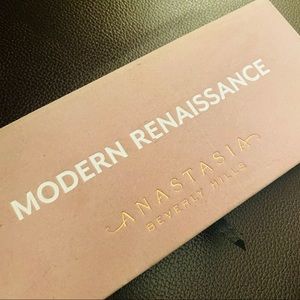 MODERN RENAISSANCE
ANASTASIA
BEVERLY HILLS